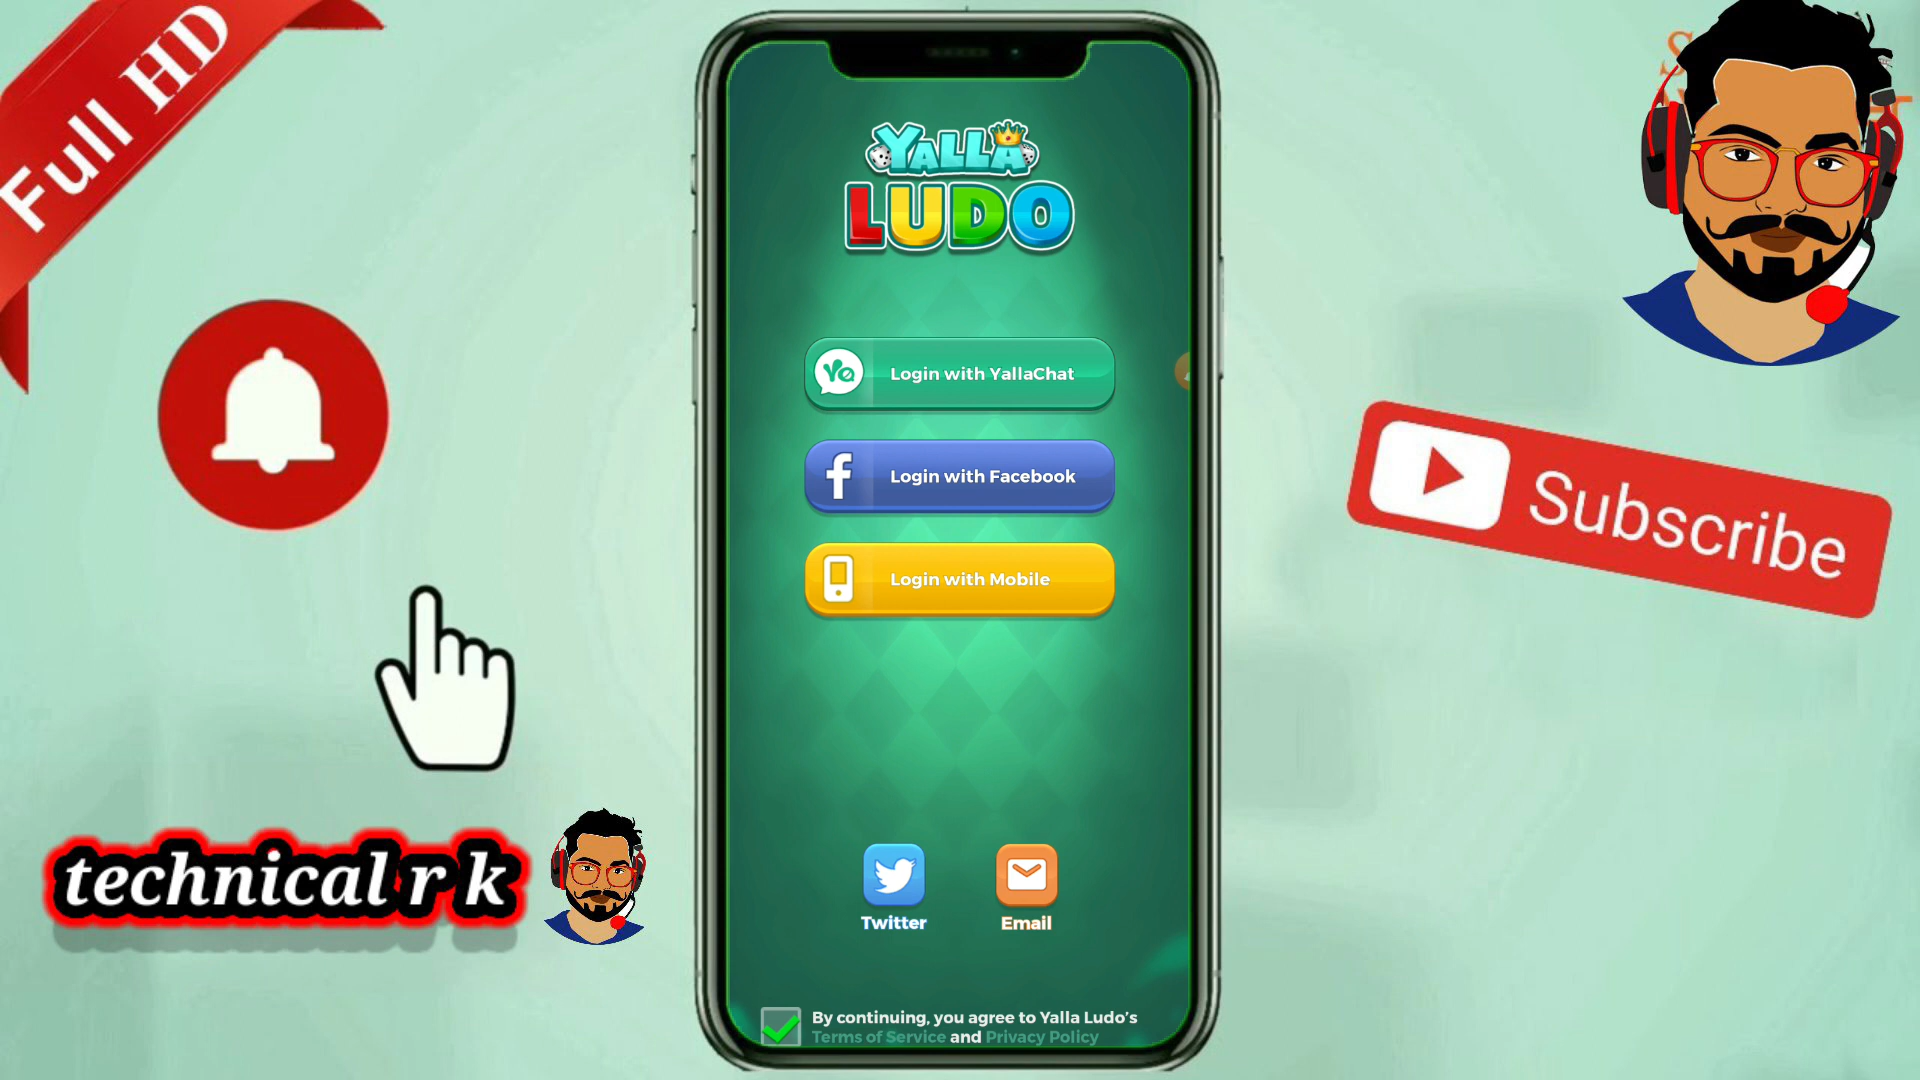 Full HD
YALLA
LUDO
Login with YallaChat
Login with Facebook
Login with Mobile
Subscribe
technical r k
Twitter
Email
By continuing, you agree to Yalla Ludo's
Terms of Service and Privacy Policy